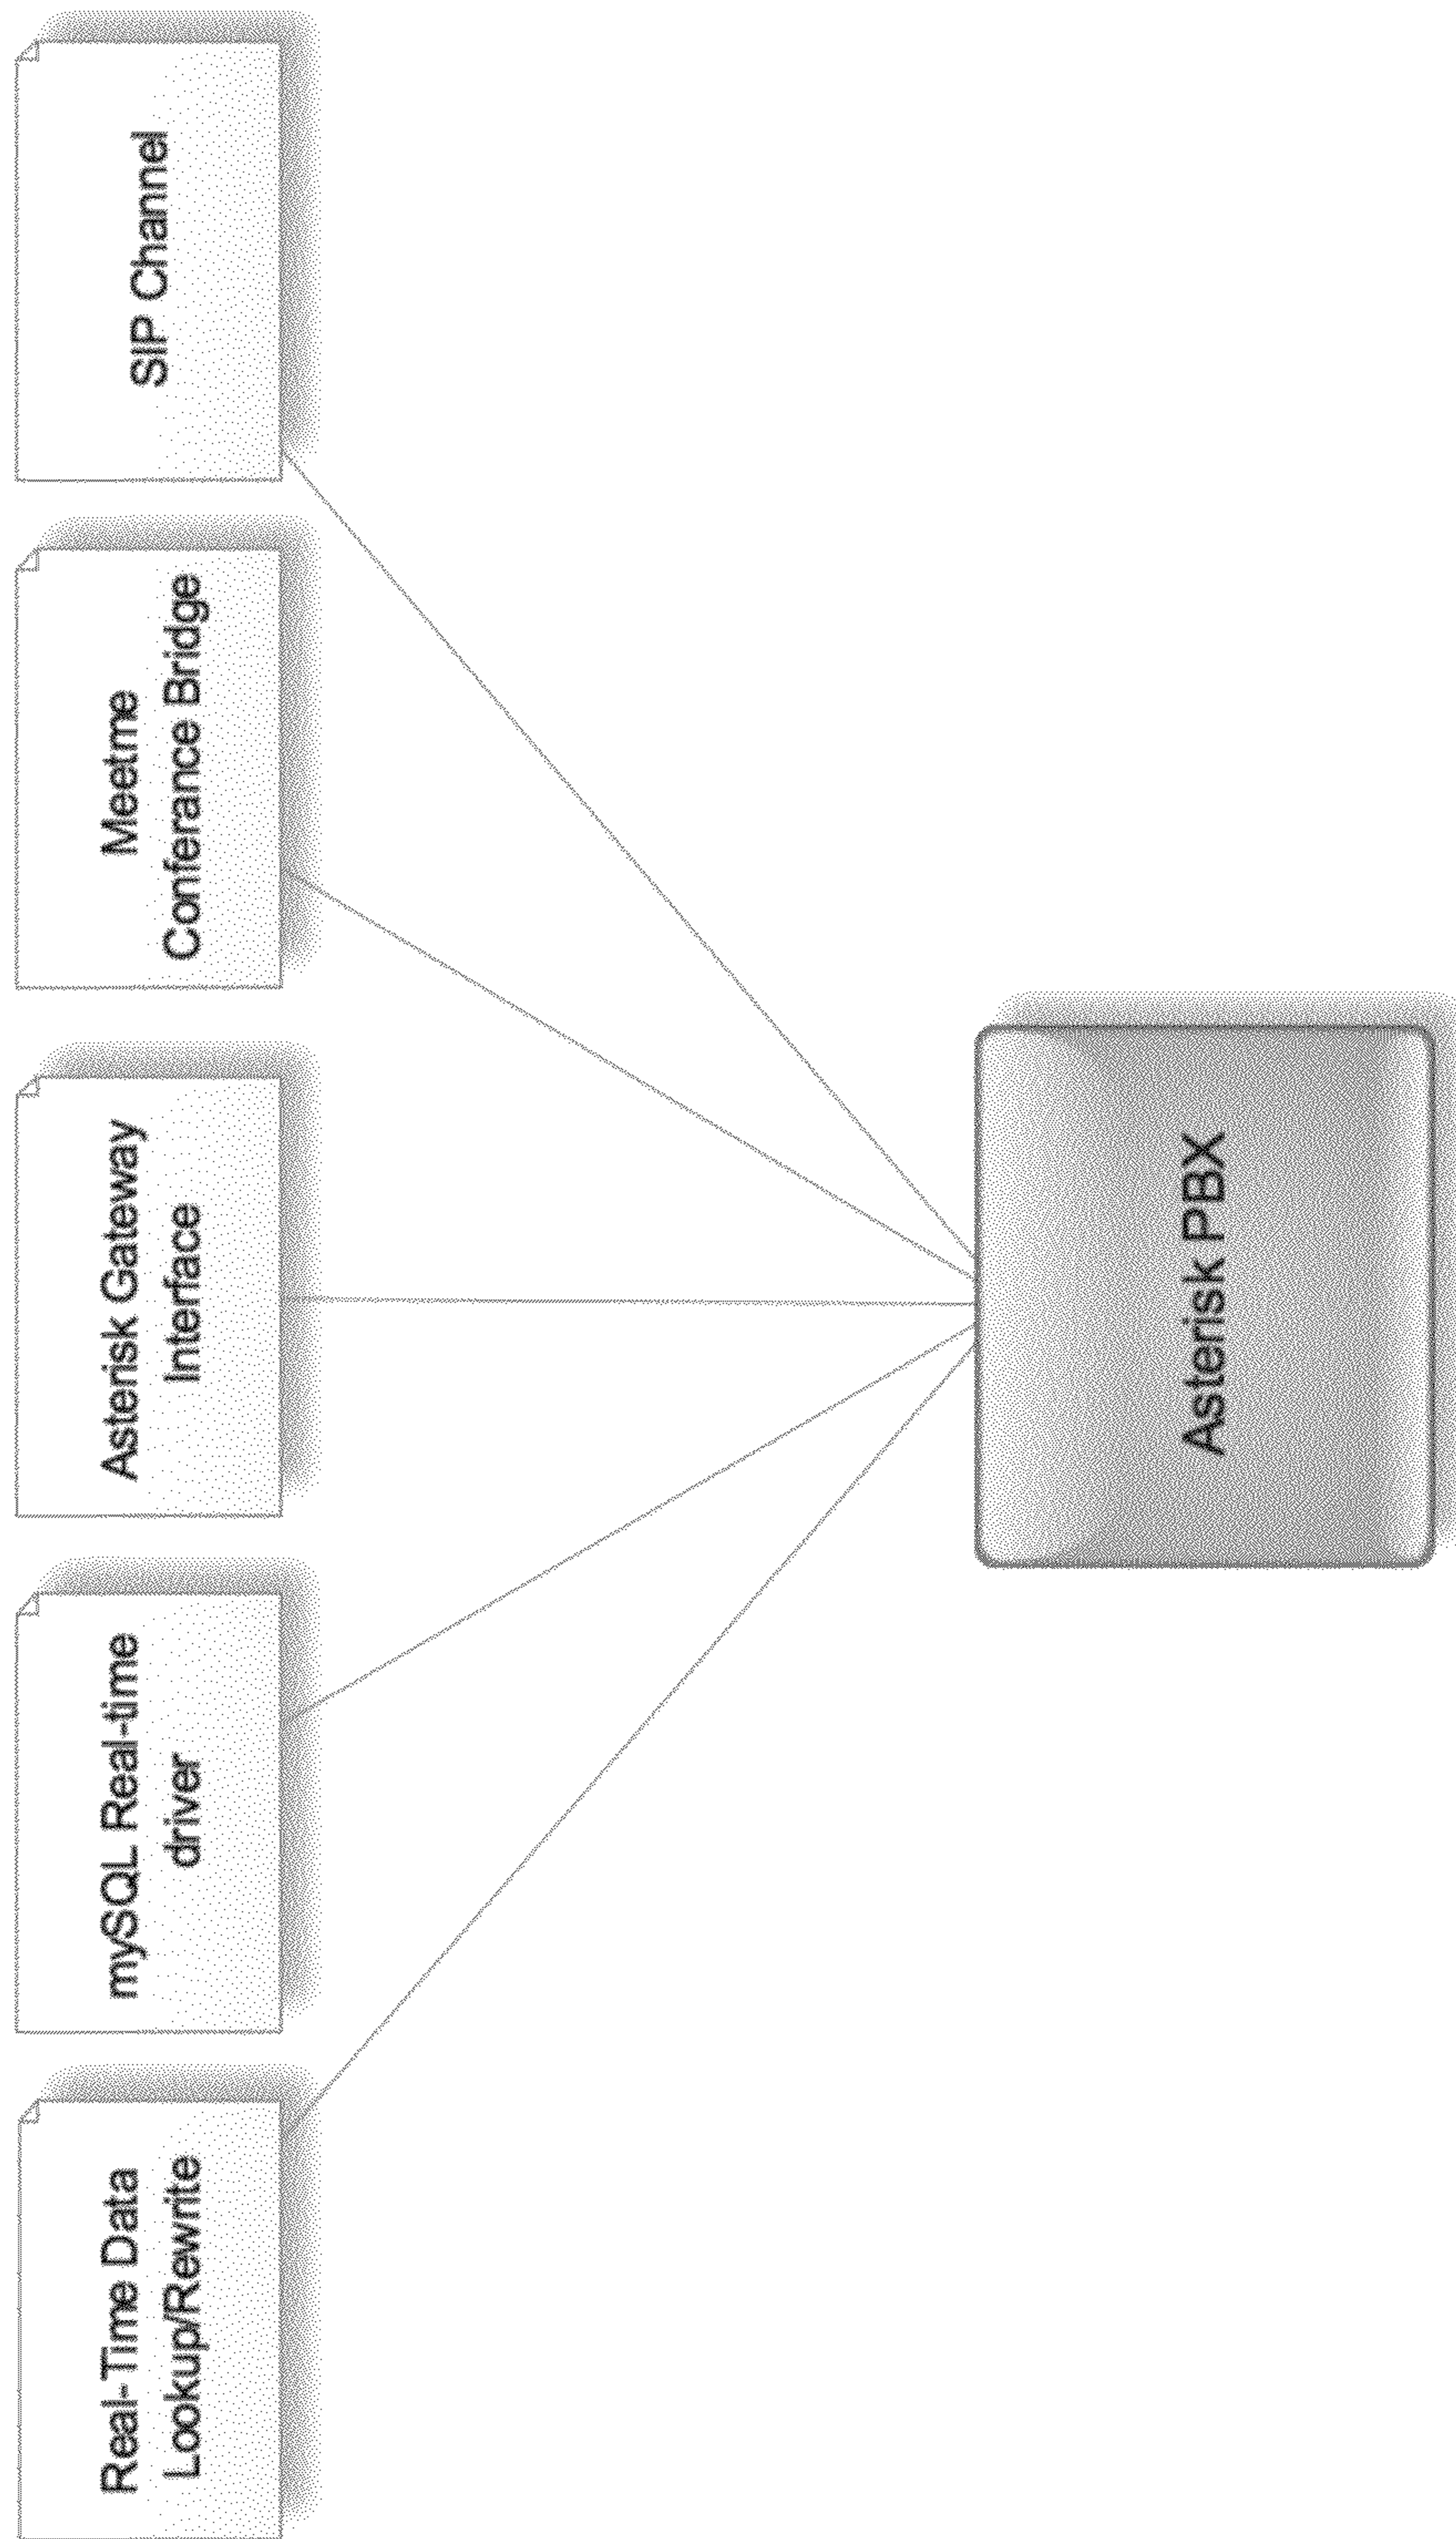 Real-Time Data
Lookup/Rewrite
mySQL Real-time
driver
Asterisk Gateway
Interface
Meetme
Conferance Bridge
SIP Channel
Asterisk PBX